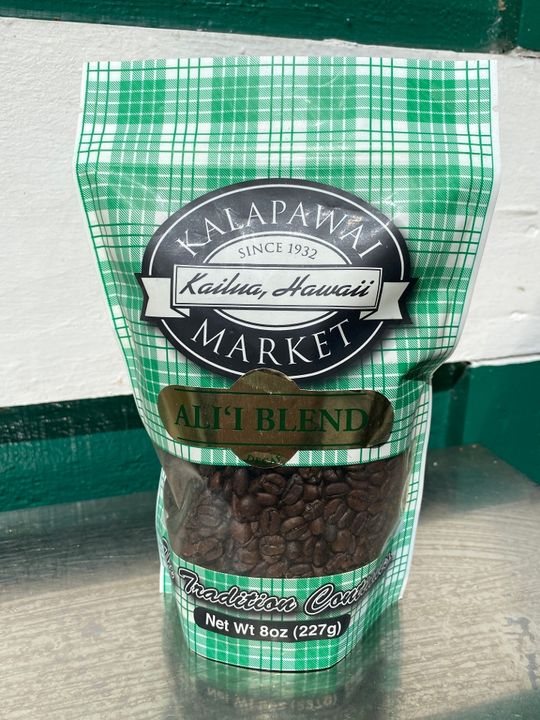 KALAPAWAI
SINCE 1932
Kailua, Hawaii
MARKET
ALI'I BLEND
The Tradition Continues
Net Wt 8oz (227g)